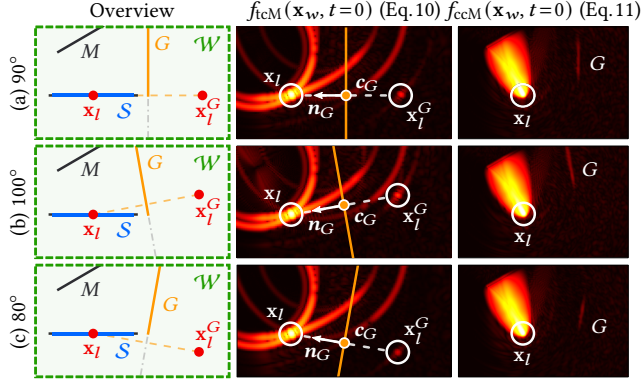 Overview f_tcM(x_w, t=0) (Eq.10) f_ccM(x_w, t=0) (Eq.11)
(a) 90°
M G 𝒲
x_l 𝒮 x_l^G
x_l n_G c_G x_l^G
G
x_l
(b) 100°
M G 𝒲
x_l 𝒮 x_l^G
x_l n_G c_G x_l^G
G
x_l
(c) 80°
M G 𝒲
x_l 𝒮 x_l^G
x_l n_G c_G x_l^G
G
x_l